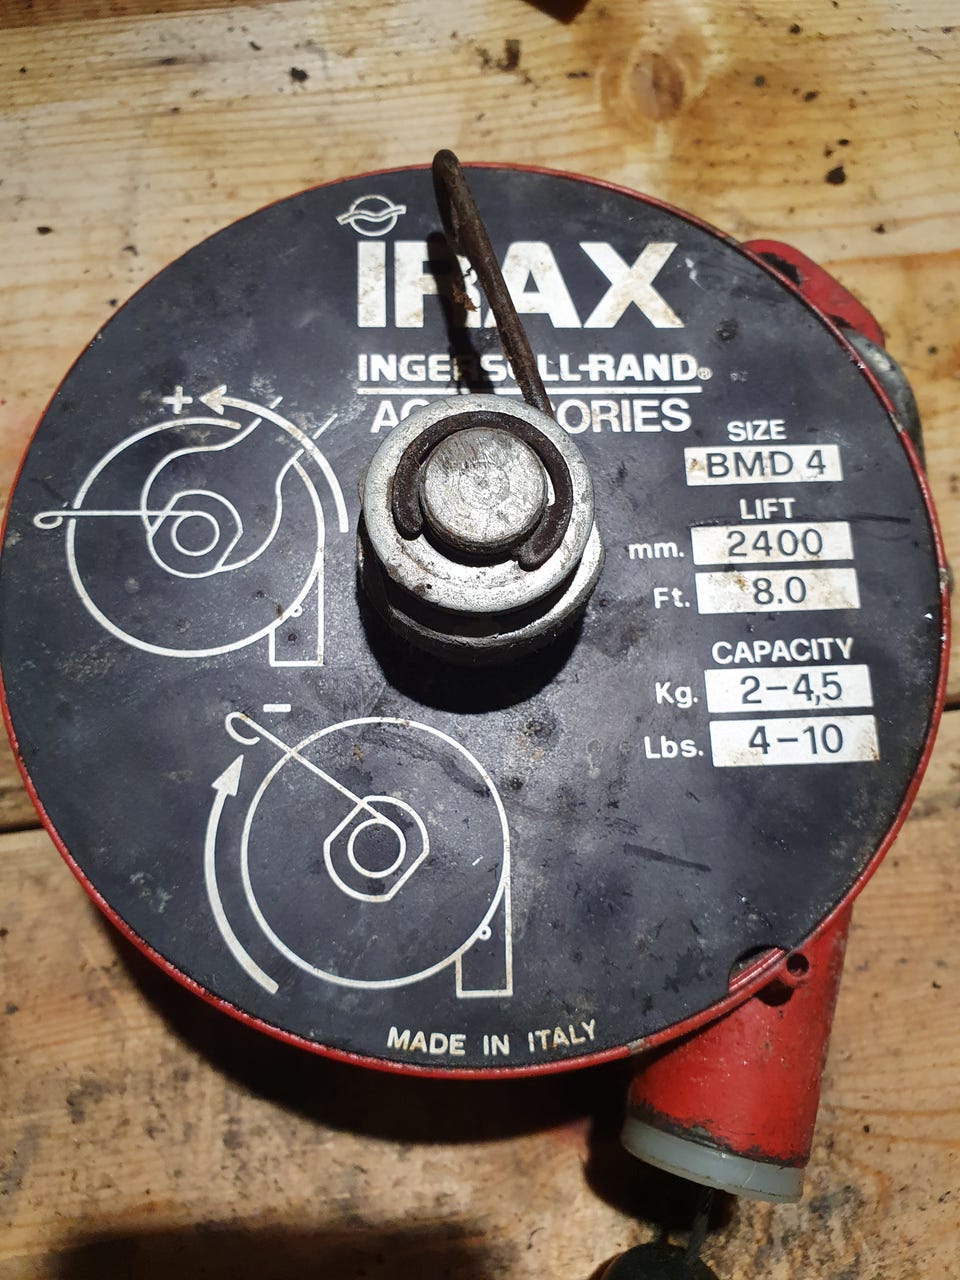 IRAX
INGERSOLL-RAND®
ACCESSORIES
SIZE
BMD 4
LIFT
mm. 2400
Ft. 8.0
CAPACITY
Kg. 2-4,5
Lbs. 4-10
+
-
MADE IN ITALY